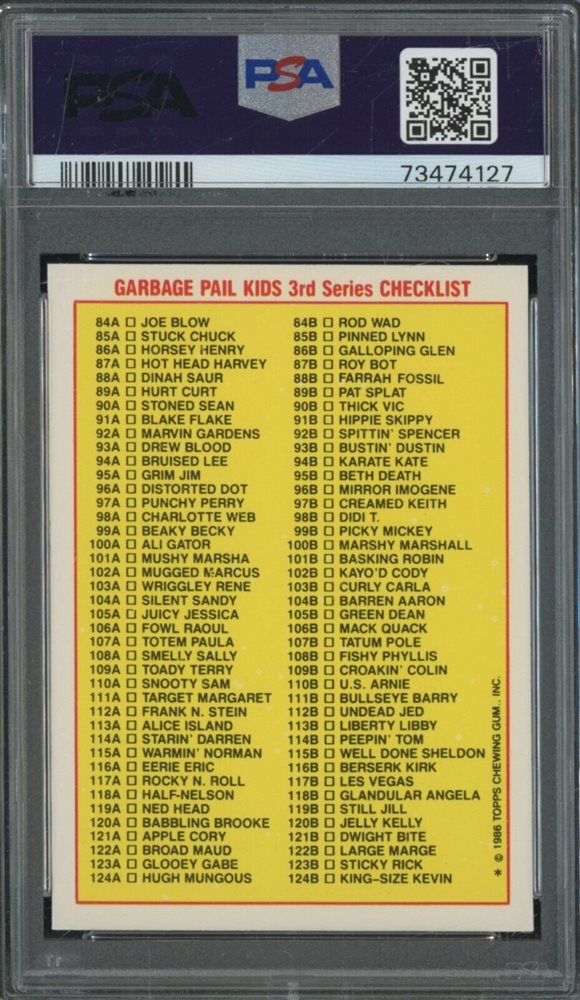 PSA
PSA
73474127
GARBAGE PAIL KIDS 3rd Series CHECKLIST
84A □ JOE BLOW
85A □ STUCK CHUCK
86A □ HORSEY HENRY
87A □ HOT HEAD HARVEY
88A □ DINAH SAUR
89A □ HURT CURT
90A □ STONED SEAN
91A □ BLAKE FLAKE
92A □ MARVIN GARDENS
93A □ DREW BLOOD
94A □ BRUISED LEE
95A □ GRIM JIM
96A □ DISTORTED DOT
97A □ PUNCHY PERRY
98A □ CHARLOTTE WEB
99A □ BEAKY BECKY
100A □ ALI GATOR
101A □ MUSHY MARSHA
102A □ MUGGED MARCUS
103A □ WRIGGLEY RENE
104A □ SILENT SANDY
105A □ JUICY JESSICA
106A □ FOWL RAOUL
107A □ TOTEM PAULA
108A □ SMELLY SALLY
109A □ TOADY TERRY
110A □ SNOOTY SAM
111A □ TARGET MARGARET
112A □ FRANK N. STEIN
113A □ ALICE ISLAND
114A □ STARIN' DARREN
115A □ WARMIN' NORMAN
116A □ EERIE ERIC
117A □ ROCKY N. ROLL
118A □ HALF-NELSON
119A □ NED HEAD
120A □ BABBLING BROOKE
121A □ APPLE CORY
122A □ BROAD MAUD
123A □ GLOOEY GABE
124A □ HUGH MUNGOUS
84B □ ROD WAD
85B □ PINNED LYNN
86B □ GALLOPING GLEN
87B □ ROY BOT
88B □ FARRAH FOSSIL
89B □ PAT SPLAT
90B □ THICK VIC
91B □ HIPPIE SKIPPY
92B □ SPITTIN' SPENCER
93B □ BUSTIN' DUSTIN
94B □ KARATE KATE
95B □ BETH DEATH
96B □ MIRROR IMOGENE
97B □ CREAMED KEITH
98B □ DIDI T.
99B □ PICKY MICKEY
100B □ MARSHY MARSHALL
101B □ BASKING ROBIN
102B □ KAYO'D CODY
103B □ CURLY CARLA
104B □ BARREN AARON
105B □ GREEN DEAN
106B □ MACK QUACK
107B □ TATUM POLE
108B □ FISHY PHYLLIS
109B □ CROAKIN' COLIN
110B □ U.S. ARNIE
111B □ BULLSEYE BARRY
112B □ UNDEAD JED
113B □ LIBERTY LIBBY
114B □ PEEPIN' TOM
115B □ WELL DONE SHELDON
116B □ BERSERK KIRK
117B □ LES VEGAS
118B □ GLANDULAR ANGELA
119B □ STILL JILL
120B □ JELLY KELLY
121B □ DWIGHT BITE
122B □ LARGE MARGE
123B □ STICKY RICK
124B □ KING-SIZE KEVIN
* © 1986 TOPPS CHEWING GUM., INC.